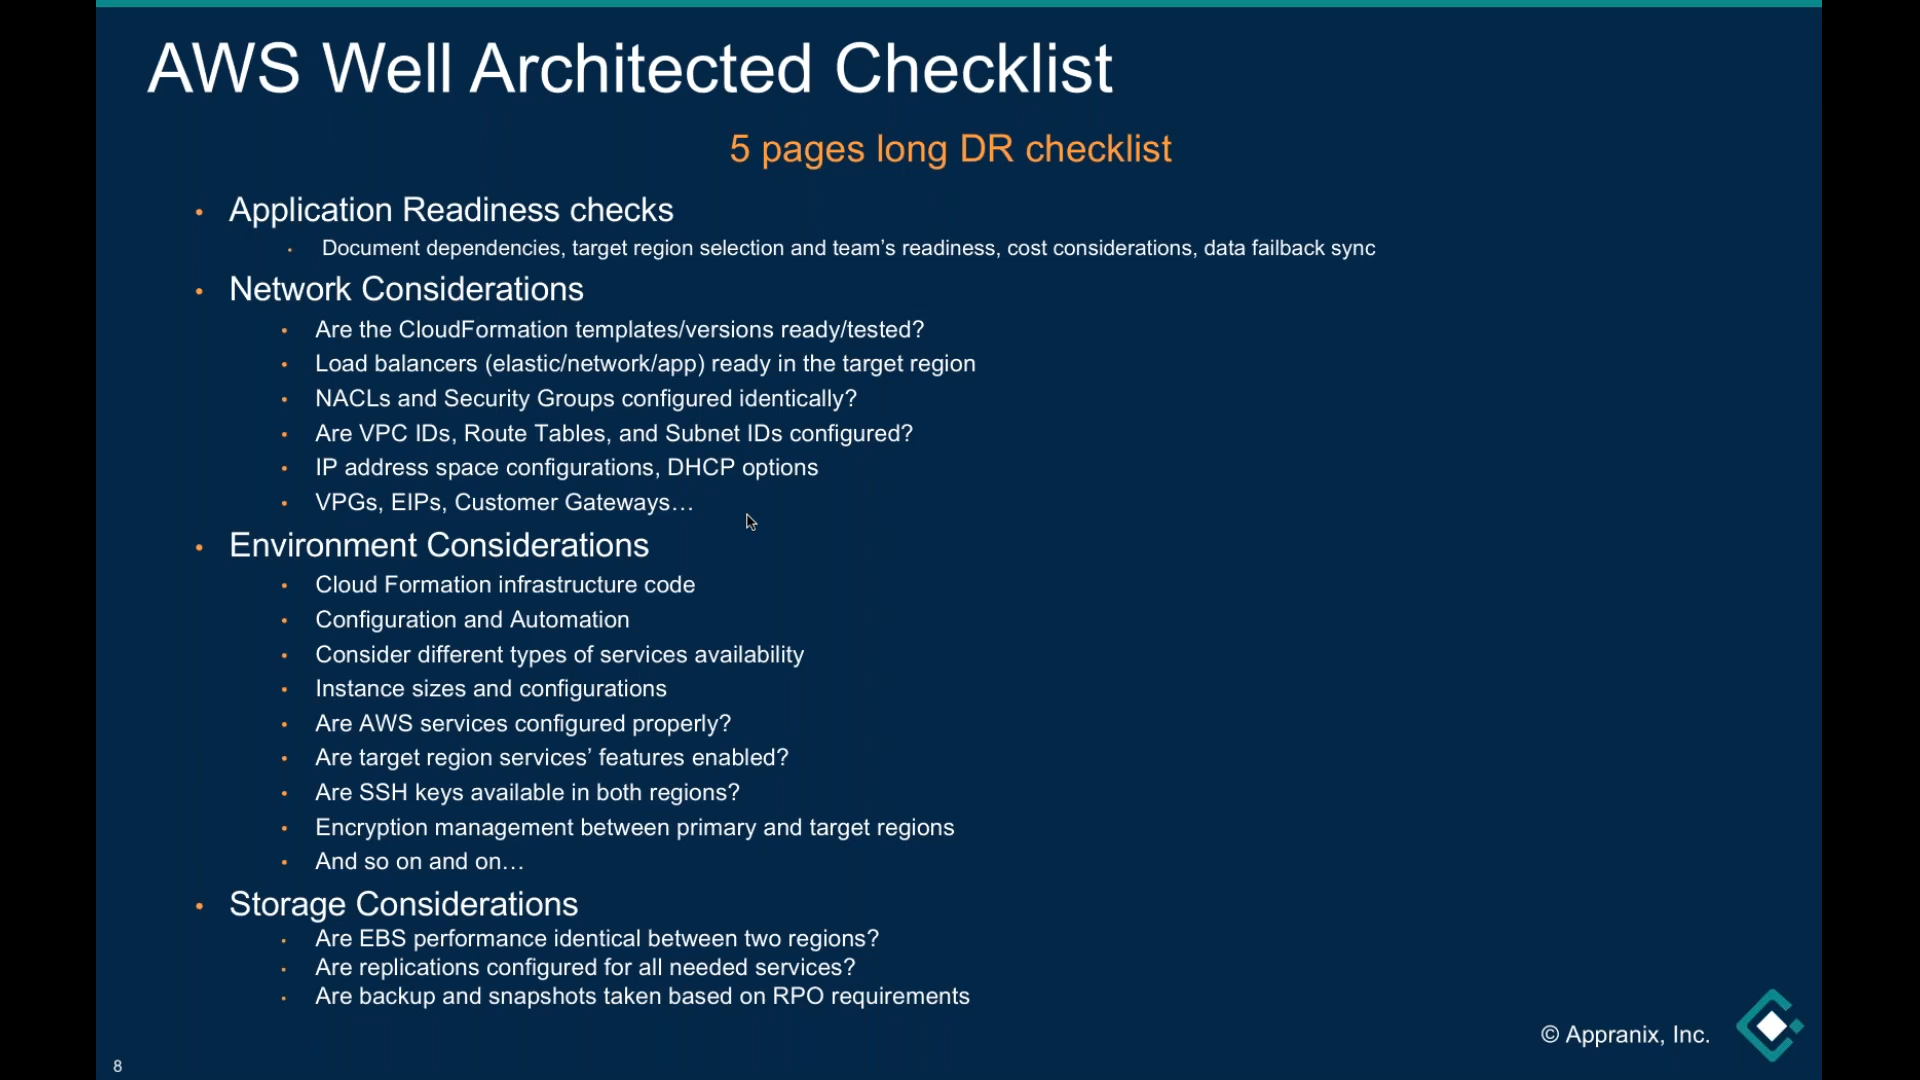 AWS Well Architected Checklist
5 pages long DR checklist
• Application Readiness checks
• Document dependencies, target region selection and team’s readiness, cost considerations, data failback sync
• Network Considerations
• Are the CloudFormation templates/versions ready/tested?
• Load balancers (elastic/network/app) ready in the target region
• NACLs and Security Groups configured identically?
• Are VPC IDs, Route Tables, and Subnet IDs configured?
• IP address space configurations, DHCP options
• VPGs, EIPs, Customer Gateways…
• Environment Considerations
• Cloud Formation infrastructure code
• Configuration and Automation
• Consider different types of services availability
• Instance sizes and configurations
• Are AWS services configured properly?
• Are target region services’ features enabled?
• Are SSH keys available in both regions?
• Encryption management between primary and target regions
• And so on and on…
• Storage Considerations
• Are EBS performance identical between two regions?
• Are replications configured for all needed services?
• Are backup and snapshots taken based on RPO requirements
© Appranix, Inc.
8